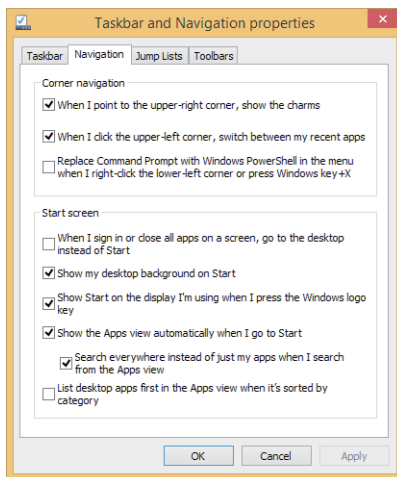 Taskbar and Navigation properties
Taskbar Navigation Jump Lists Toolbars
Corner navigation
When I point to the upper-right corner, show the charms
When I click the upper-left corner, switch between my recent apps
Replace Command Prompt with Windows PowerShell in the menu
when I right-click the lower-left corner or press Windows key+X
Start screen
When I sign in or close all apps on a screen, go to the desktop
instead of Start
Show my desktop background on Start
Show Start on the display I'm using when I press the Windows logo
key
Show the Apps view automatically when I go to Start
Search everywhere instead of just my apps when I search
from the Apps view
List desktop apps first in the Apps view when it's sorted by
category
OK Cancel Apply